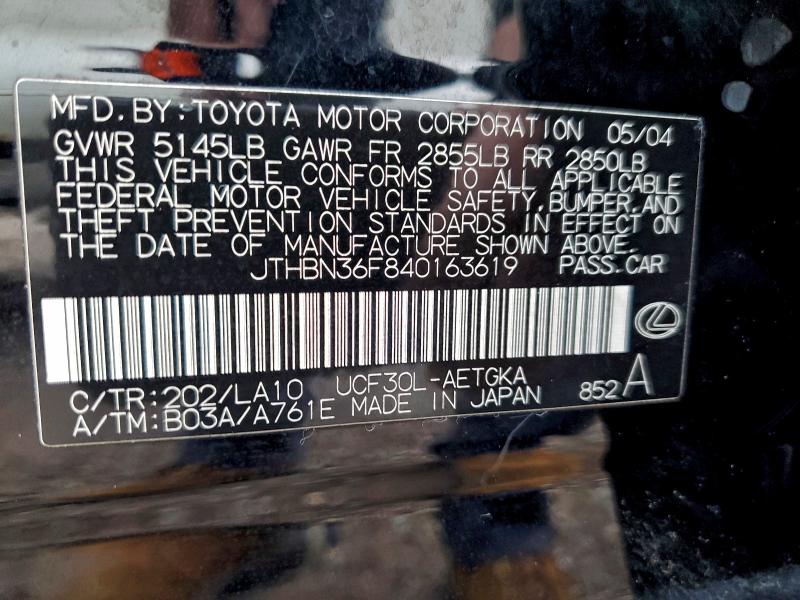 MFD. BY: TOYOTA MOTOR CORPORATION 05/04
GVWR 5145LB GAWR FR 2855LB RR 2850LB
THIS VEHICLE CONFORMS TO ALL APPLICABLE
FEDERAL MOTOR VEHICLE SAFETY, BUMPER, AND
THEFT PREVENTION STANDARDS IN EFFECT ON
THE DATE OF MANUFACTURE SHOWN ABOVE.
JTHBN36F840163619 PASS. CAR
C/TR: 202/LA10 UCF30L-AETGKA
A/TM: B03A/A761E MADE IN JAPAN 852 A